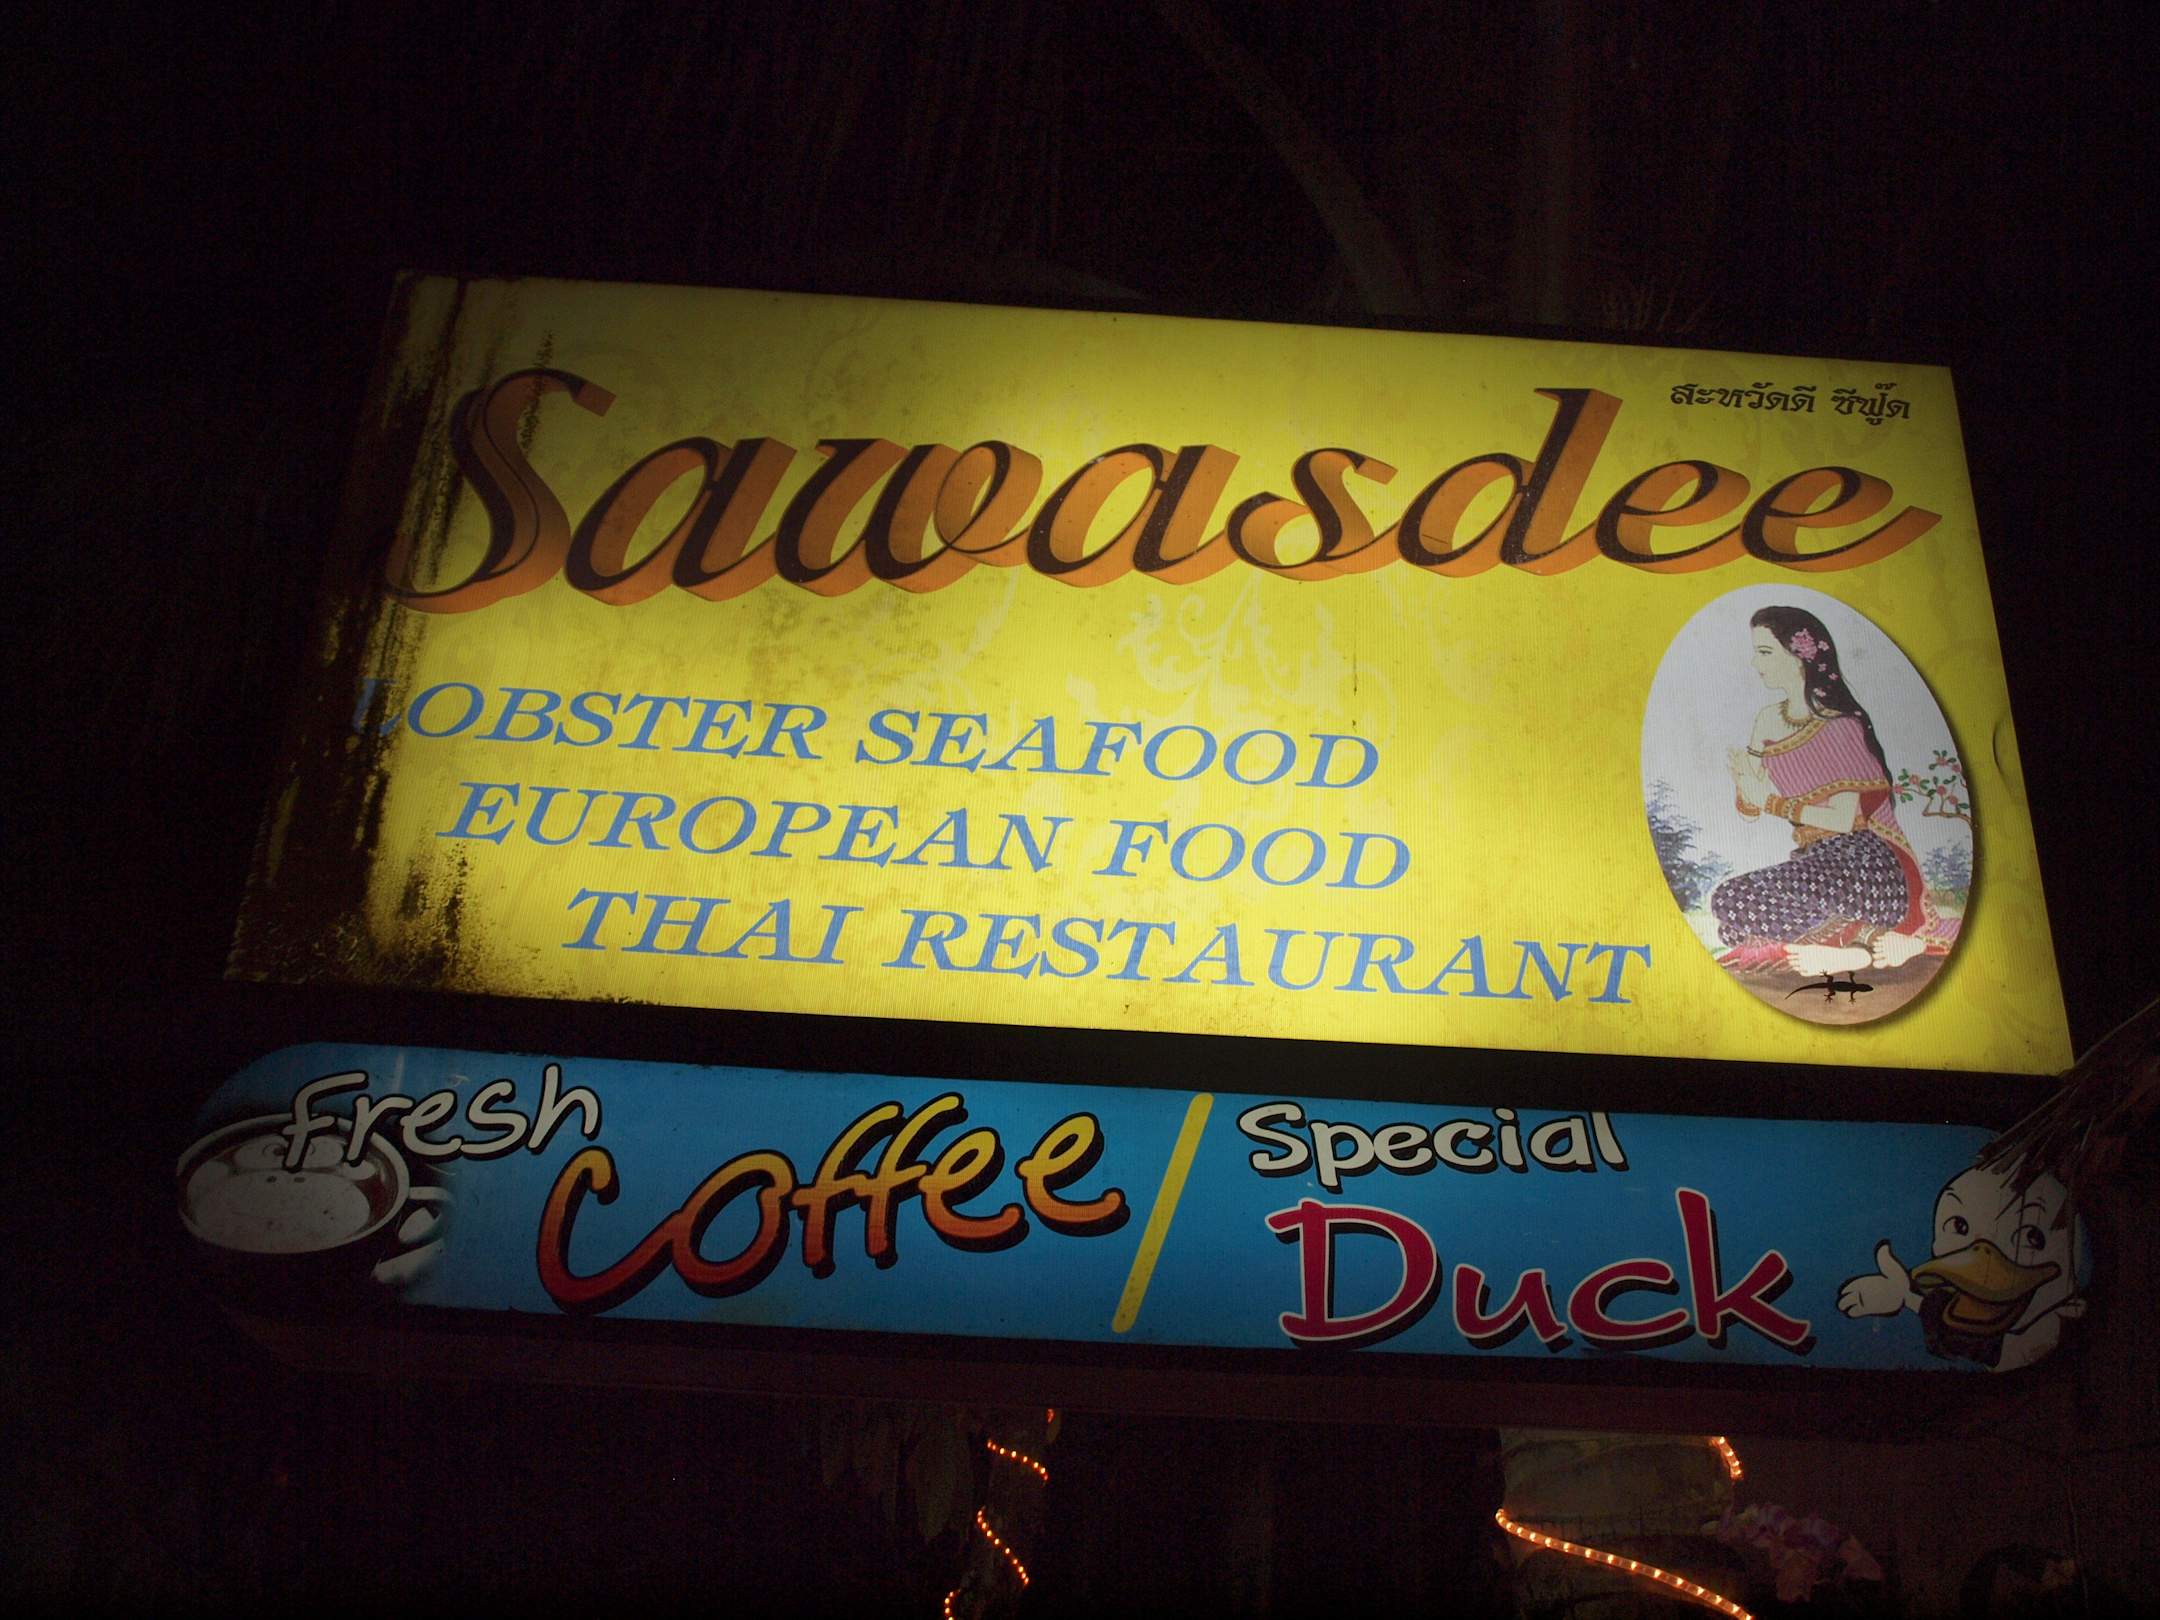 สะหวัดดี ซีฟู๊ด
Sawasdee
LOBSTER SEAFOOD
EUROPEAN FOOD
THAI RESTAURANT
Fresh Coffee / Special Duck